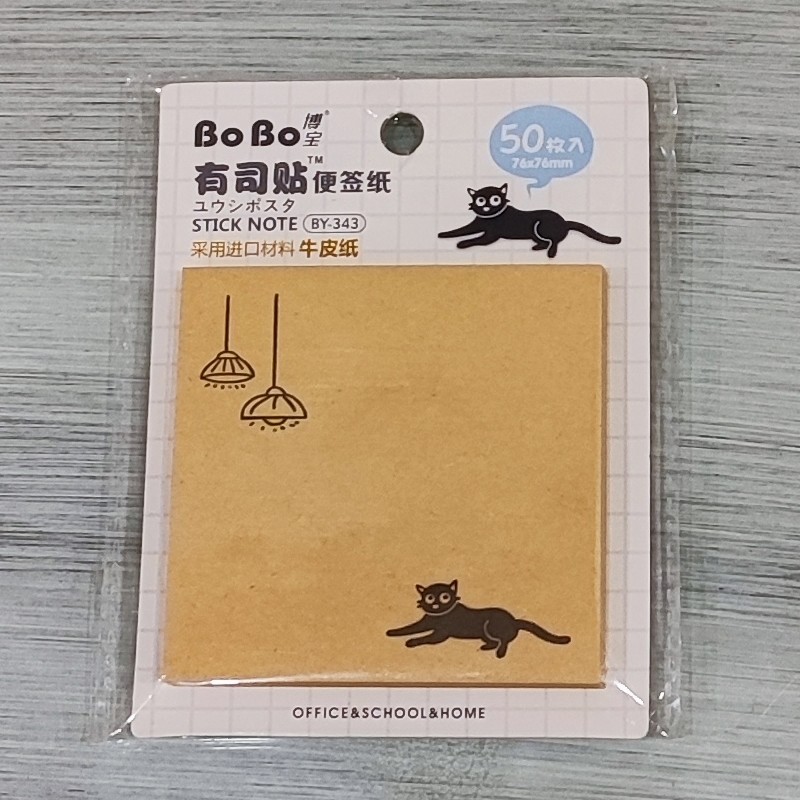 BoBo博宝®
50枚入
76x76mm
有司贴™便签纸
ユウシポスタ
STICK NOTE BY-343
采用进口材料 牛皮纸
OFFICE&SCHOOL&HOME